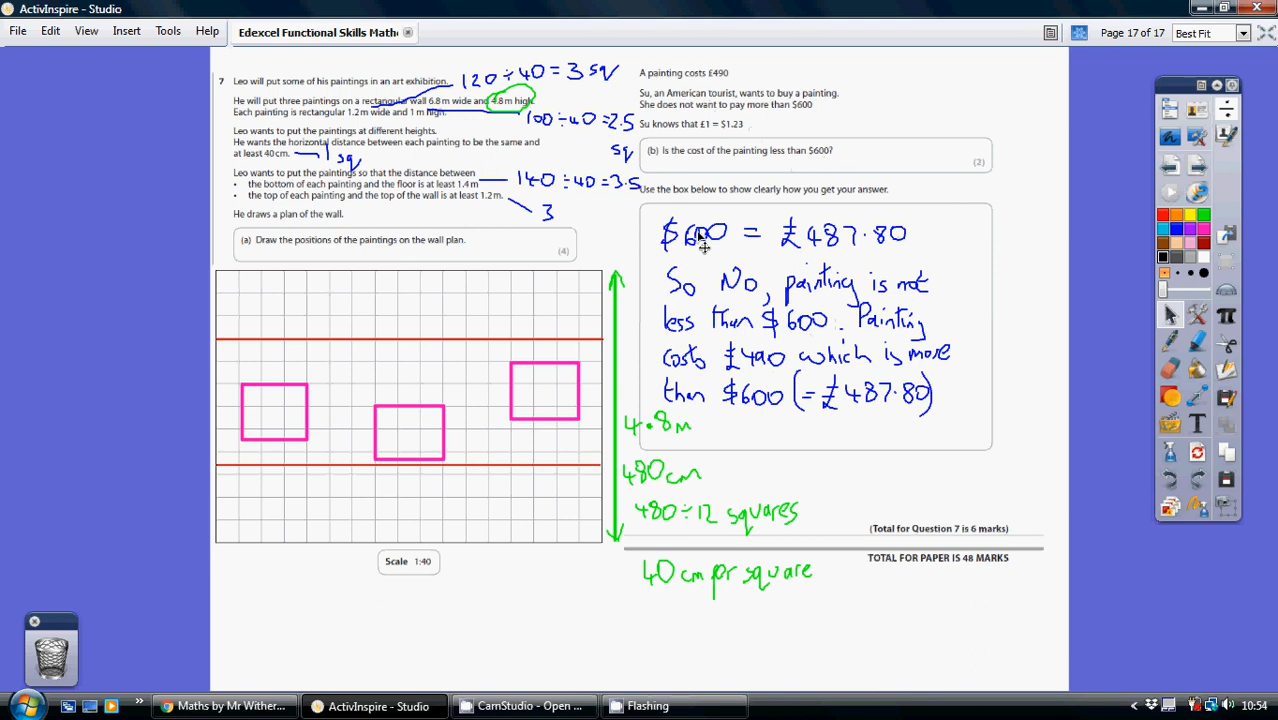 ActivInspire - Studio
File Edit View Insert Tools Help
Edexcel Functional Skills Mathe
Page 17 of 17
Best Fit
7 Leo will put some of his paintings in an art exhibition.
120 ÷ 40 = 3 sq
He will put three paintings on a rectangular wall 6.8 m wide and 4.8 m high.
Each painting is rectangular 1.2 m wide and 1 m high.
100 ÷ 40 = 2.5
sq
Leo wants to put the paintings at different heights.
He wants the horizontal distance between each painting to be the same and
at least 40 cm.
1 sq
Leo wants to put the paintings so that the distance between
• the bottom of each painting and the floor is at least 1.4 m
140 ÷ 40 = 3.5
• the top of each painting and the top of the wall is at least 1.2 m.
3
He draws a plan of the wall.
(a) Draw the positions of the paintings on the wall plan.
(4)
Scale 1:40
A painting costs £490
Su, an American tourist, wants to buy a painting.
She does not want to pay more than $600
Su knows that £1 = $1.23
(b) Is the cost of the painting less than $600?
(2)
Use the box below to show clearly how you get your answer.
$600 = £487.80
So No, painting is not
less than $600. Painting
costs £490 which is more
than $600 (= £487.80)
4.8m
480cm
480 ÷ 12 squares
40 cm per square
(Total for Question 7 is 6 marks)
TOTAL FOR PAPER IS 48 MARKS
Maths by Mr Wither...
ActivInspire - Studio
CamStudio - Open ...
Flashing
10:54